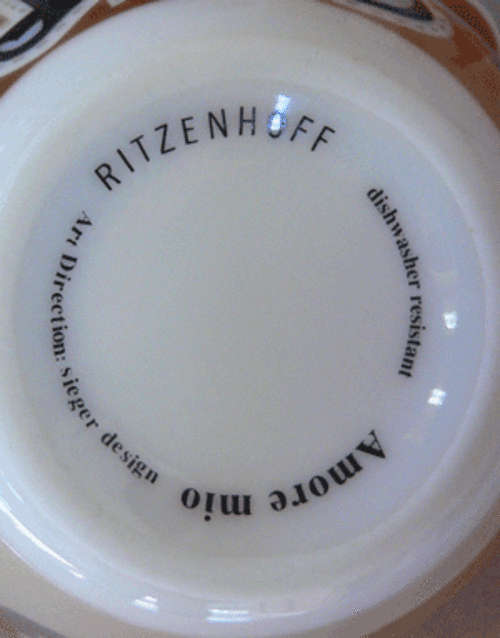 RITZENHOFF
dishwasher resistant
Amore mio
Art Direction: sieger design